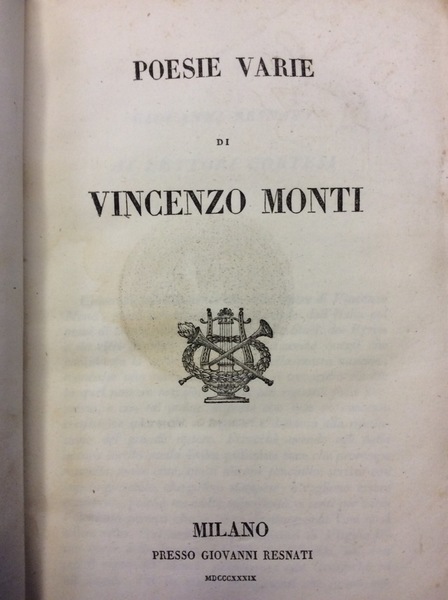 POESIE VARIE
DI
VINCENZO MONTI
MILANO
PRESSO GIOVANNI RESNATI
MDCCCXXXIX